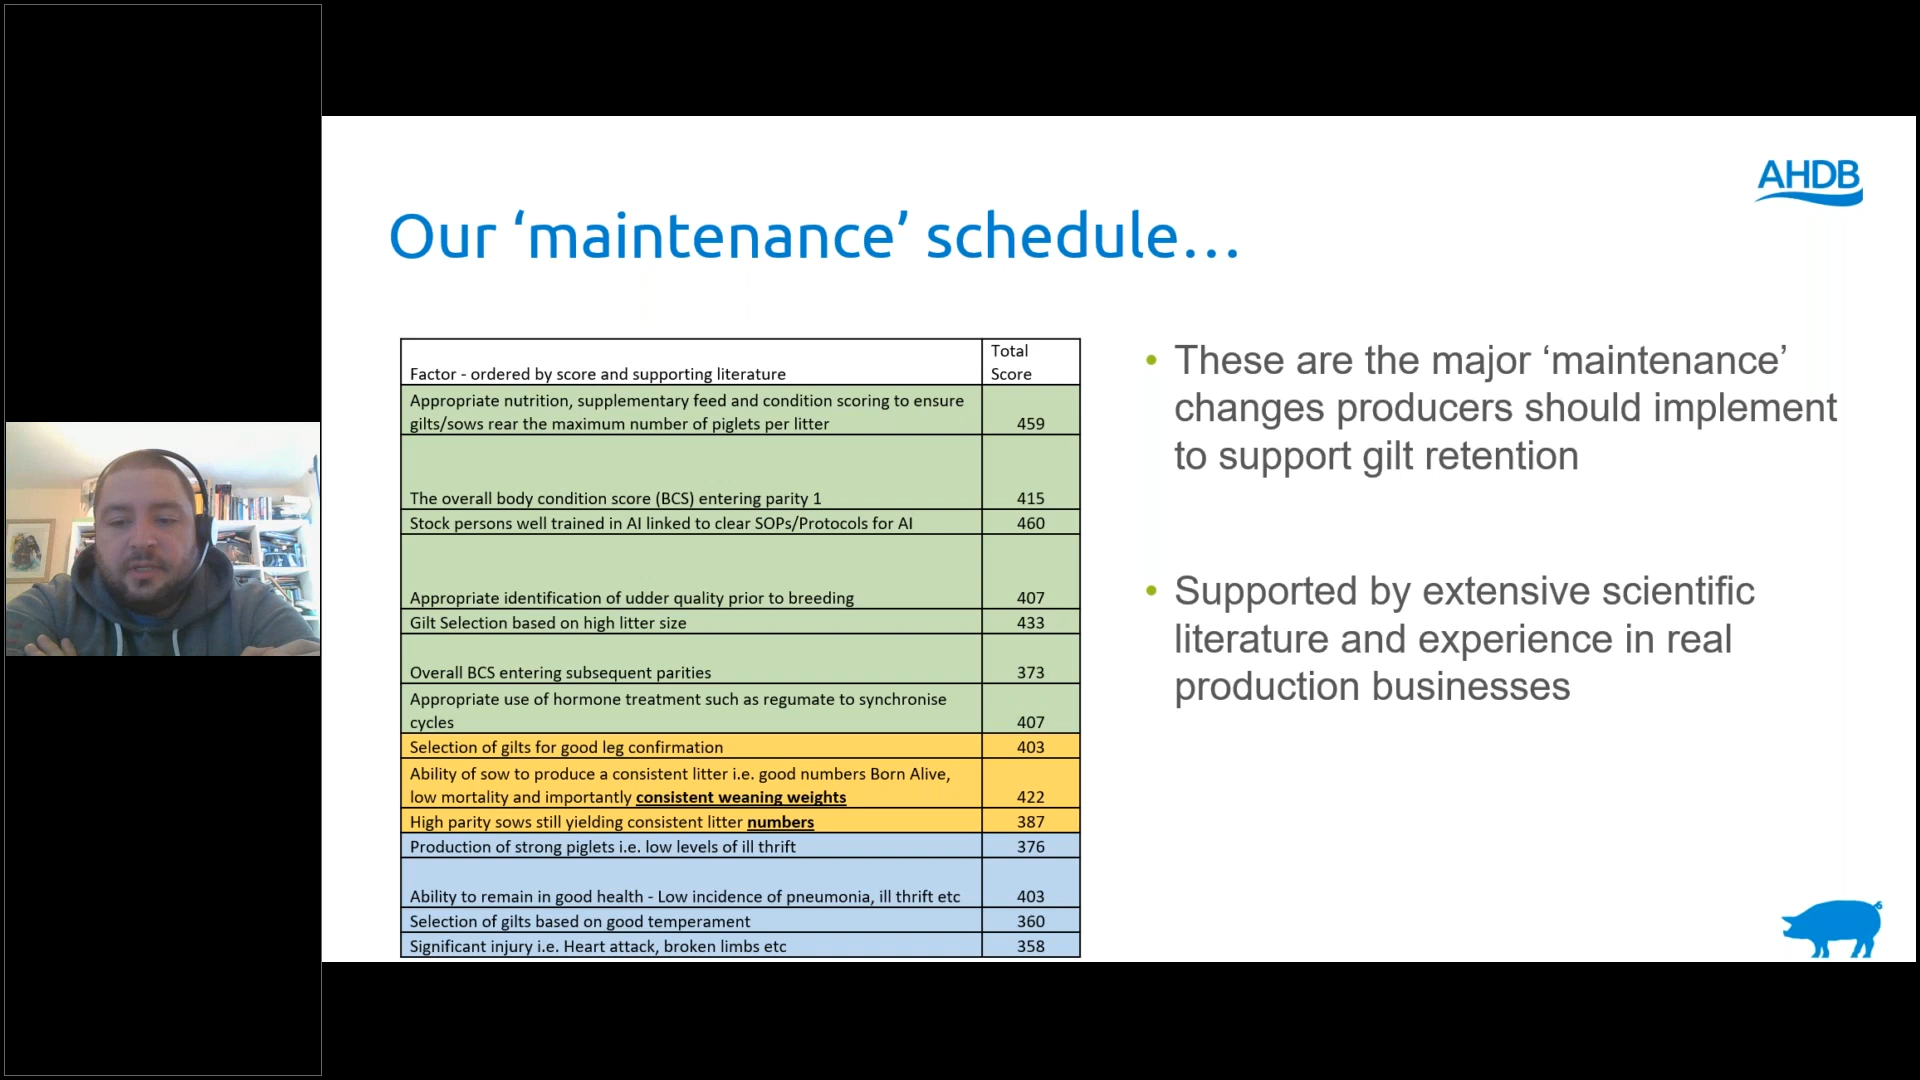 AHDB
Our ‘maintenance’ schedule...
Factor - ordered by score and supporting literature
Total
Score
Appropriate nutrition, supplementary feed and condition scoring to ensure
gilts/sows rear the maximum number of piglets per litter
459
The overall body condition score (BCS) entering parity 1
415
Stock persons well trained in AI linked to clear SOPs/Protocols for AI
460
Appropriate identification of udder quality prior to breeding
407
Gilt Selection based on high litter size
433
Overall BCS entering subsequent parities
373
Appropriate use of hormone treatment such as regumate to synchronise
cycles
407
Selection of gilts for good leg confirmation
403
Ability of sow to produce a consistent litter i.e. good numbers Born Alive,
low mortality and importantly consistent weaning weights
422
High parity sows still yielding consistent litter numbers
387
Production of strong piglets i.e. low levels of ill thrift
376
Ability to remain in good health - Low incidence of pneumonia, ill thrift etc
403
Selection of gilts based on good temperament
360
Significant injury i.e. Heart attack, broken limbs etc
358
• These are the major ‘maintenance’
changes producers should implement
to support gilt retention
• Supported by extensive scientific
literature and experience in real
production businesses